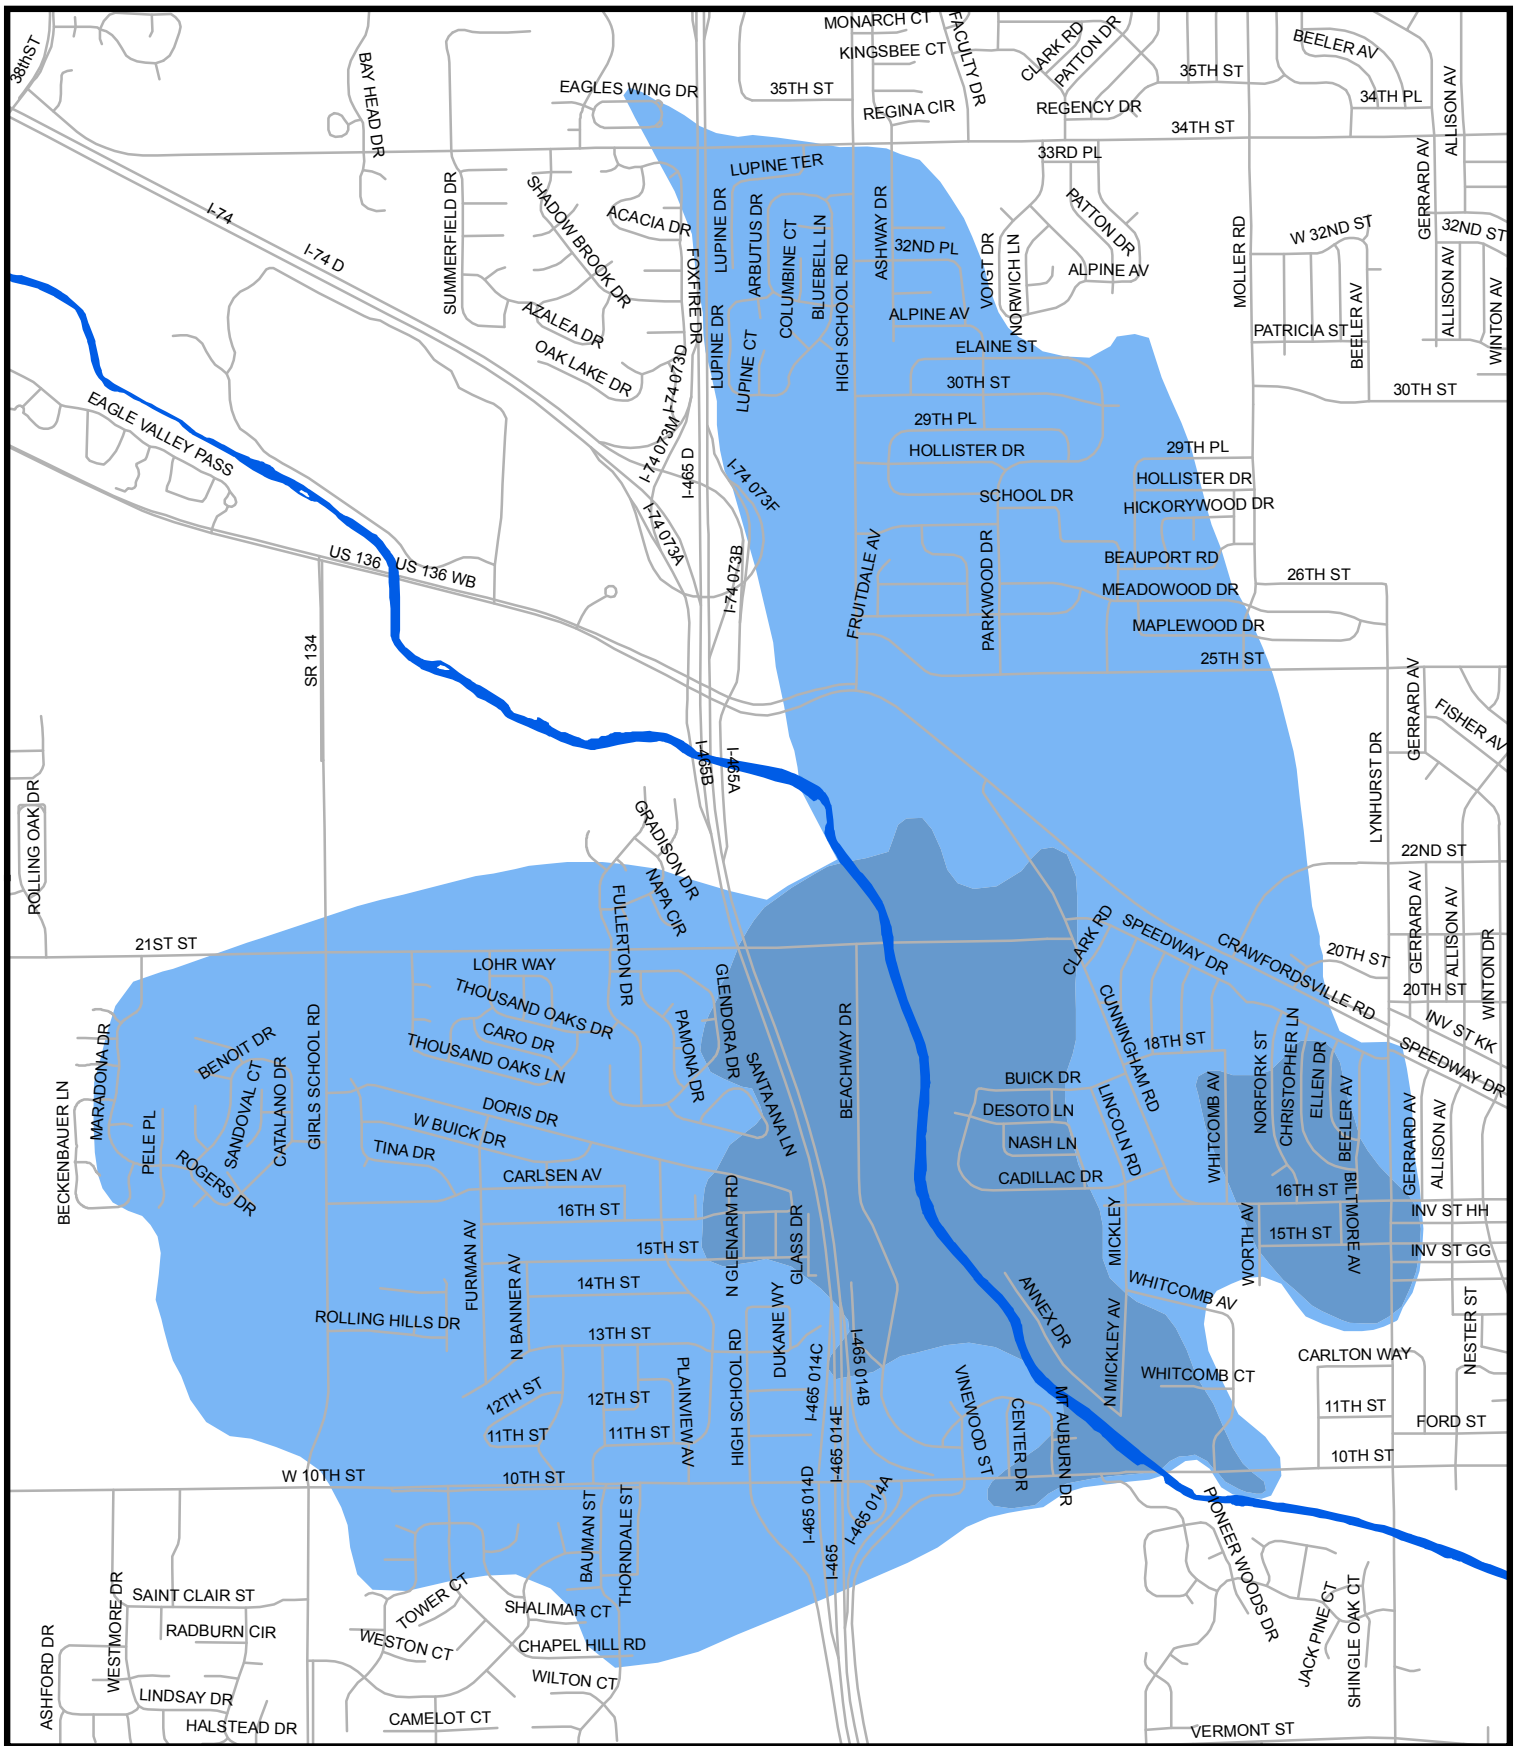 MONARCH CT
FACULTY DR
38thST
BAY HEAD DR
KINGSBEE CT
CLARK RD
PATTON DR
BEELER AV
EAGLES WING DR
35TH ST
35TH ST
ALLISON AV
REGINA CIR
REGENCY DR
34TH PL
34TH ST
LUPINE TER
33RD PL
GERRARD AV
SUMMERFIELD DR
SHADOW BROOK DR
ACACIA DR
LUPINE DR
ARBUTUS DR
COLUMBINE CT
BLUEBELL LN
ASHWAY DR
PATTON DR
MOLLER RD
W 32ND ST
32ND ST
I-74
I-74 D
FOXFIRE DR
HIGH SCHOOL RD
32ND PL
VOIGT DR
NORWICH LN
ALPINE AV
ALLISON AV
WINTON AV
AZALEA DR
LUPINE DR
ALPINE AV
PATRICIA ST
BEELER AV
OAK LAKE DR
LUPINE CT
ELAINE ST
I-74 073D
30TH ST
30TH ST
EAGLE VALLEY PASS
I-74 073M
29TH PL
HOLLISTER DR
29TH PL
I-465 D
I-74 073F
SCHOOL DR
HOLLISTER DR
HICKORYWOOD DR
I-74 073A
US 136
US 136 WB
I-74 073B
FRUITDALE AV
PARKWOOD DR
BEAUPORT RD
26TH ST
MEADOWOOD DR
MAPLEWOOD DR
SR 134
25TH ST
GERRARD AV
FISHER AV
I-465B
I-465A
LYNHURST DR
ROLLING OAK DR
GRADISON DR
22ND ST
NAPA CIR
FULLERTON DR
GERRARD AV
ALLISON AV
WINTON DR
21ST ST
CLARK RD
SPEEDWAY DR
CRAWFORDSVILLE RD
20TH ST
LOHR WAY
GLENDORA DR
THOUSAND OAKS DR
CUNNINGHAM RD
20TH ST
MARADONA DR
BENOIT DR
GIRLS SCHOOL RD
CARO DR
PAMONA DR
BEACHWAY DR
18TH ST
NORFORK ST
CHRISTOPHER LN
INV ST KK
THOUSAND OAKS LN
SANTA ANA LN
ELLEN DR
SPEEDWAY DR
BECKENBAUER LN
SANDOVAL CT
CATALANO DR
BUICK DR
LINCOLN RD
WHITCOMB AV
BEELER AV
GERRARD AV
ALLISON AV
PELE PL
DORIS DR
DESOTO LN
W BUICK DR
NASH LN
TINA DR
ROGERS DR
CARLSEN AV
CADILLAC DR
16TH ST
16TH ST
BILTMORE AV
N GLENARM RD
GLASS DR
MICKLEY
WORTH AV
INV ST HH
FURMAN AV
15TH ST
15TH ST
INV ST GG
N BANNER AV
14TH ST
DUKANE WY
ANNEX DR
WHITCOMB AV
NESTER ST
ROLLING HILLS DR
13TH ST
HIGH SCHOOL RD
I-465 014C
I-465 014B
N MICKLEY AV
CARLTON WAY
PLAINVIEW AV
VINEWOOD ST
WHITCOMB CT
12TH ST
12TH ST
CENTER DR
MT AUBURN DR
11TH ST
FORD ST
11TH ST
11TH ST
I-465 014E
10TH ST
W 10TH ST
10TH ST
I-465 014D
I-465 014A
BAUMAN ST
THORNDALE ST
PIONEER WOODS DR
I-465
WESTMORE DR
SAINT CLAIR ST
TOWER CT
SHALIMAR CT
JACK PINE CT
SHINGLE OAK CT
ASHFORD DR
RADBURN CIR
WESTON CT
CHAPEL HILL RD
LINDSAY DR
WILTON CT
HALSTEAD DR
CAMELOT CT
VERMONT ST